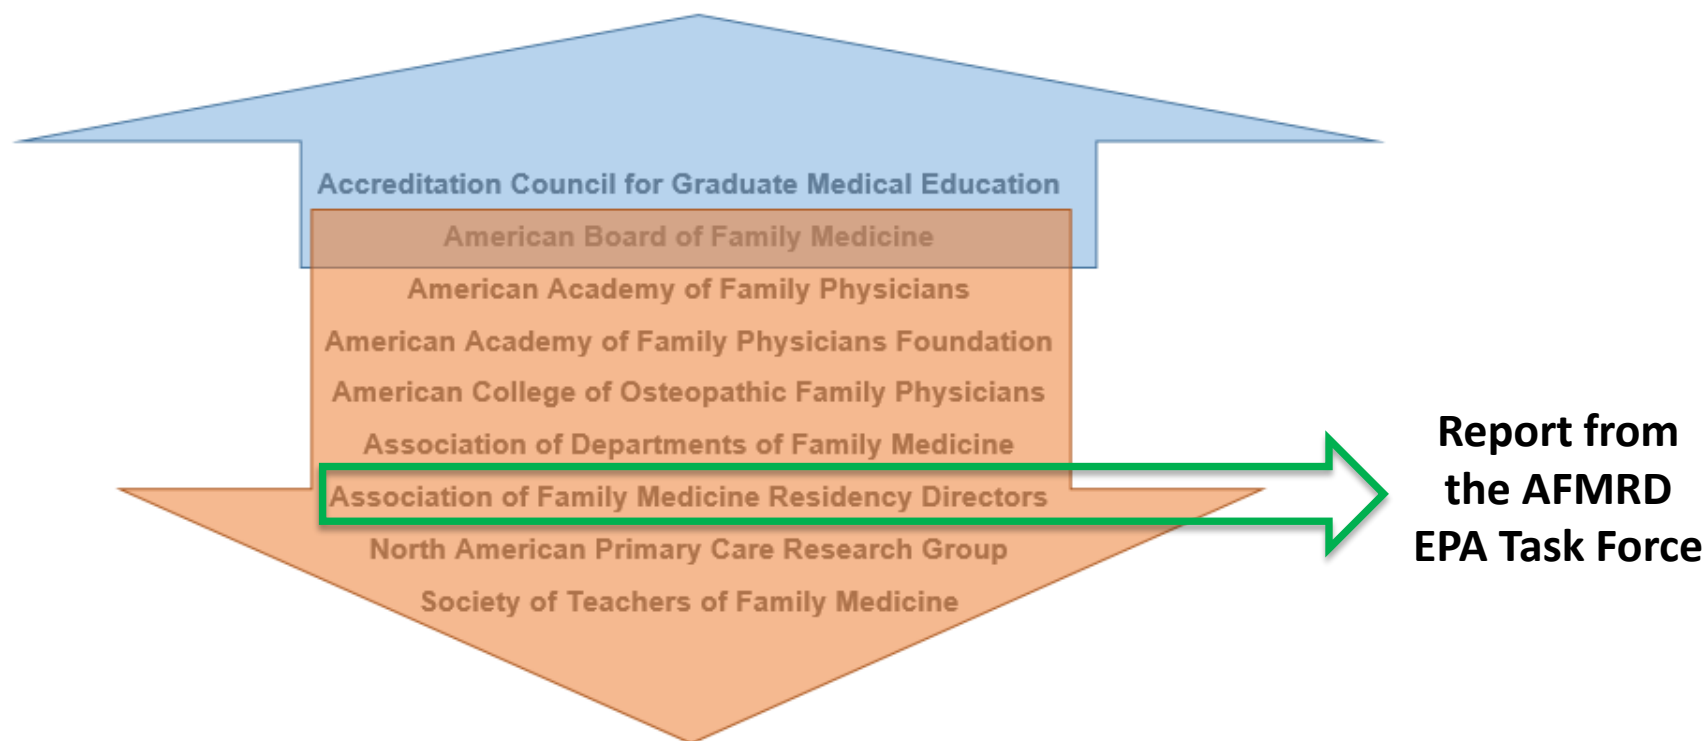 Accreditation Council for Graduate Medical Education
American Board of Family Medicine
American Academy of Family Physicians
American Academy of Family Physicians Foundation
American College of Osteopathic Family Physicians
Association of Departments of Family Medicine
Association of Family Medicine Residency Directors
North American Primary Care Research Group
Society of Teachers of Family Medicine
Report from
the AFMRD
EPA Task Force